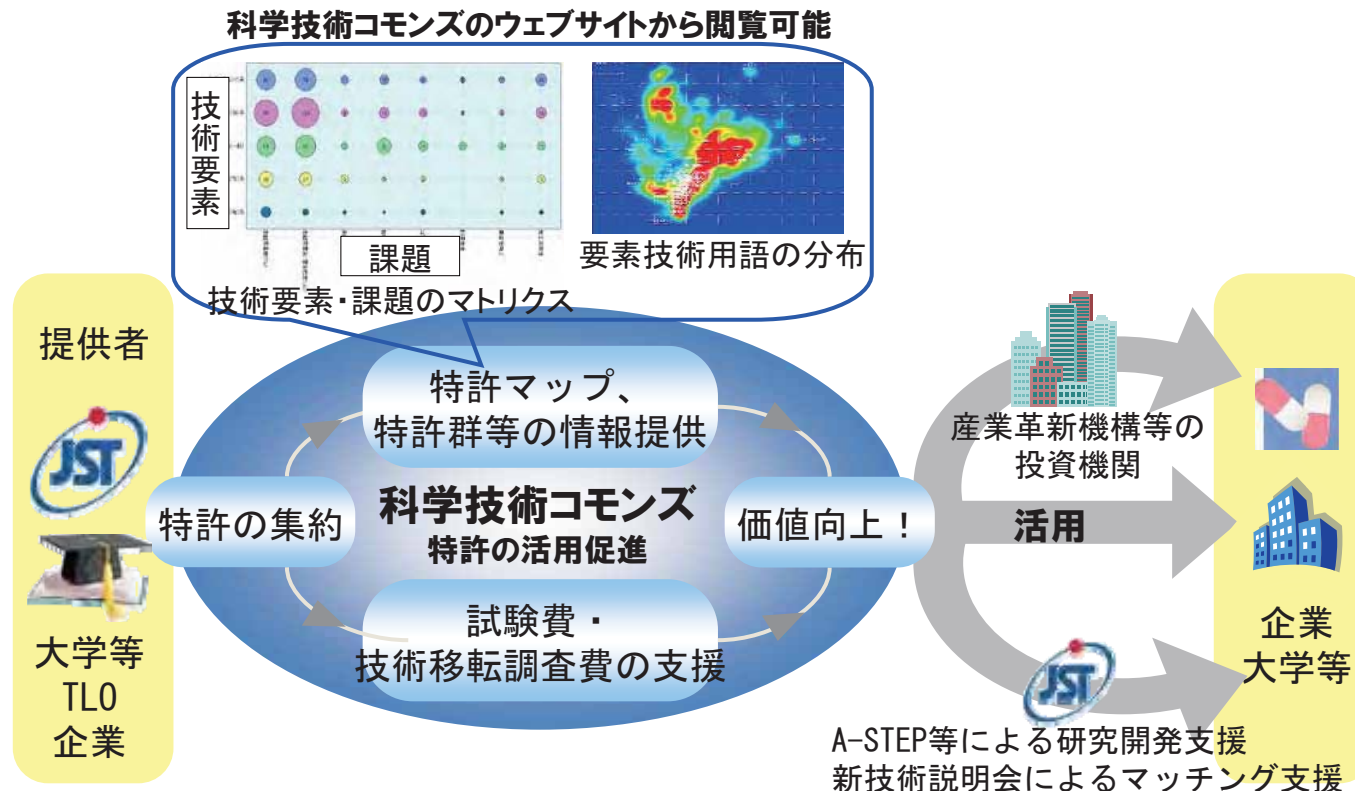 科学技術コモンズのウェブサイトから閲覧可能
技術要素
課題
技術要素・課題のマトリクス
要素技術用語の分布
提供者
JST
大学等
TLO
企業
特許の集約
特許マップ、
特許群等の情報提供
科学技術コモンズ
特許の活用促進
試験費・
技術移転調査費の支援
価値向上！
産業革新機構等の
投資機関
活用
JST
A-STEP等による研究開発支援
新技術説明会によるマッチング支援
企業
大学等